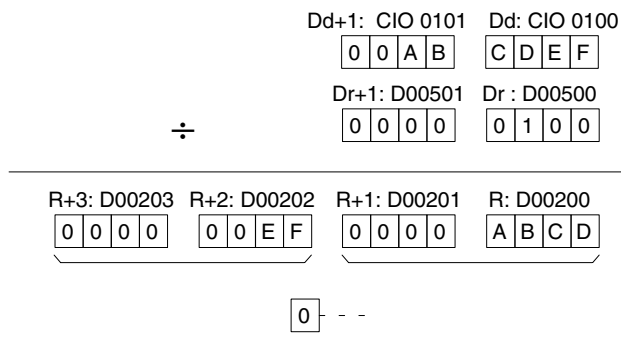 Dd+1: CIO 0101 Dd: CIO 0100
0 0 A B C D E F
Dr+1: D00501 Dr : D00500
÷ 0 0 0 0 0 1 0 0
R+3: D00203 R+2: D00202 R+1: D00201 R: D00200
0 0 0 0 0 0 E F 0 0 0 0 A B C D
0 - - -